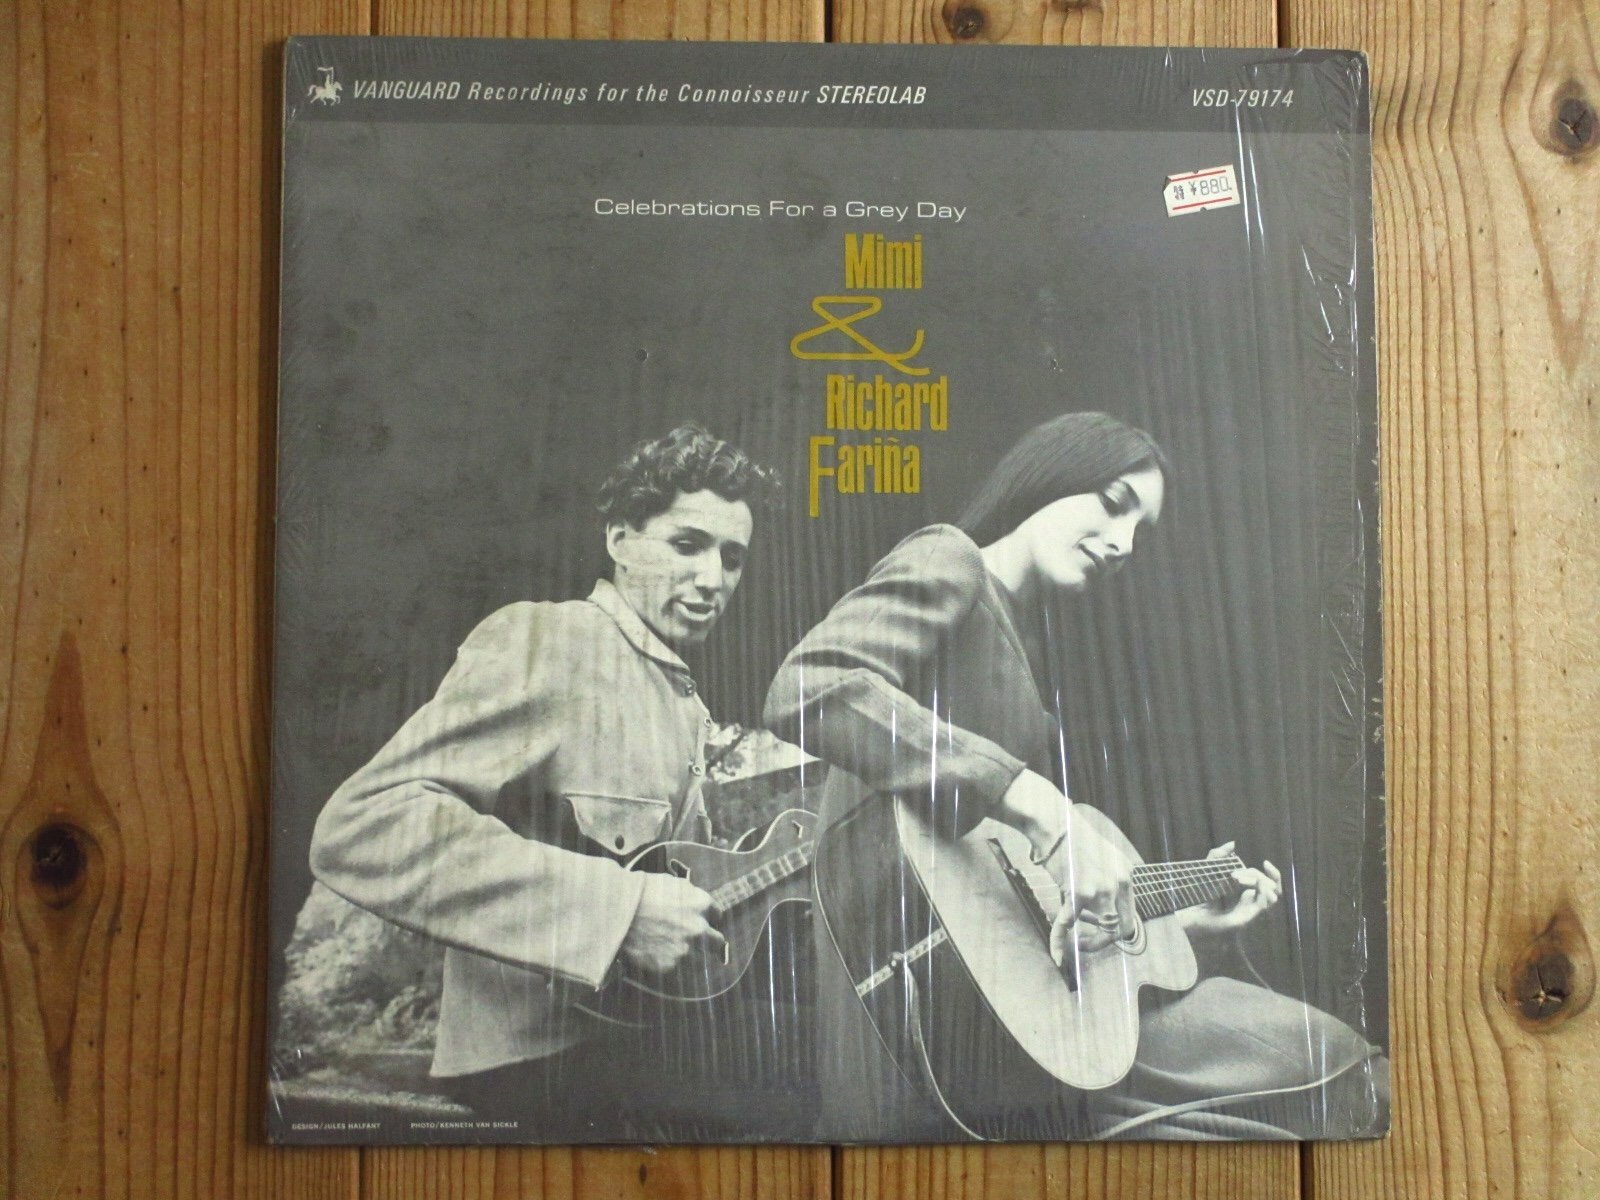 VANGUARD Recordings for the Connoisseur STEREOLAB
VSD-79174
¥880
Celebrations For a Grey Day
Mimi
&
Richard
Fariña
DESIGN/JULES HALFANT
PHOTO/KENNETH VAN SICKLE